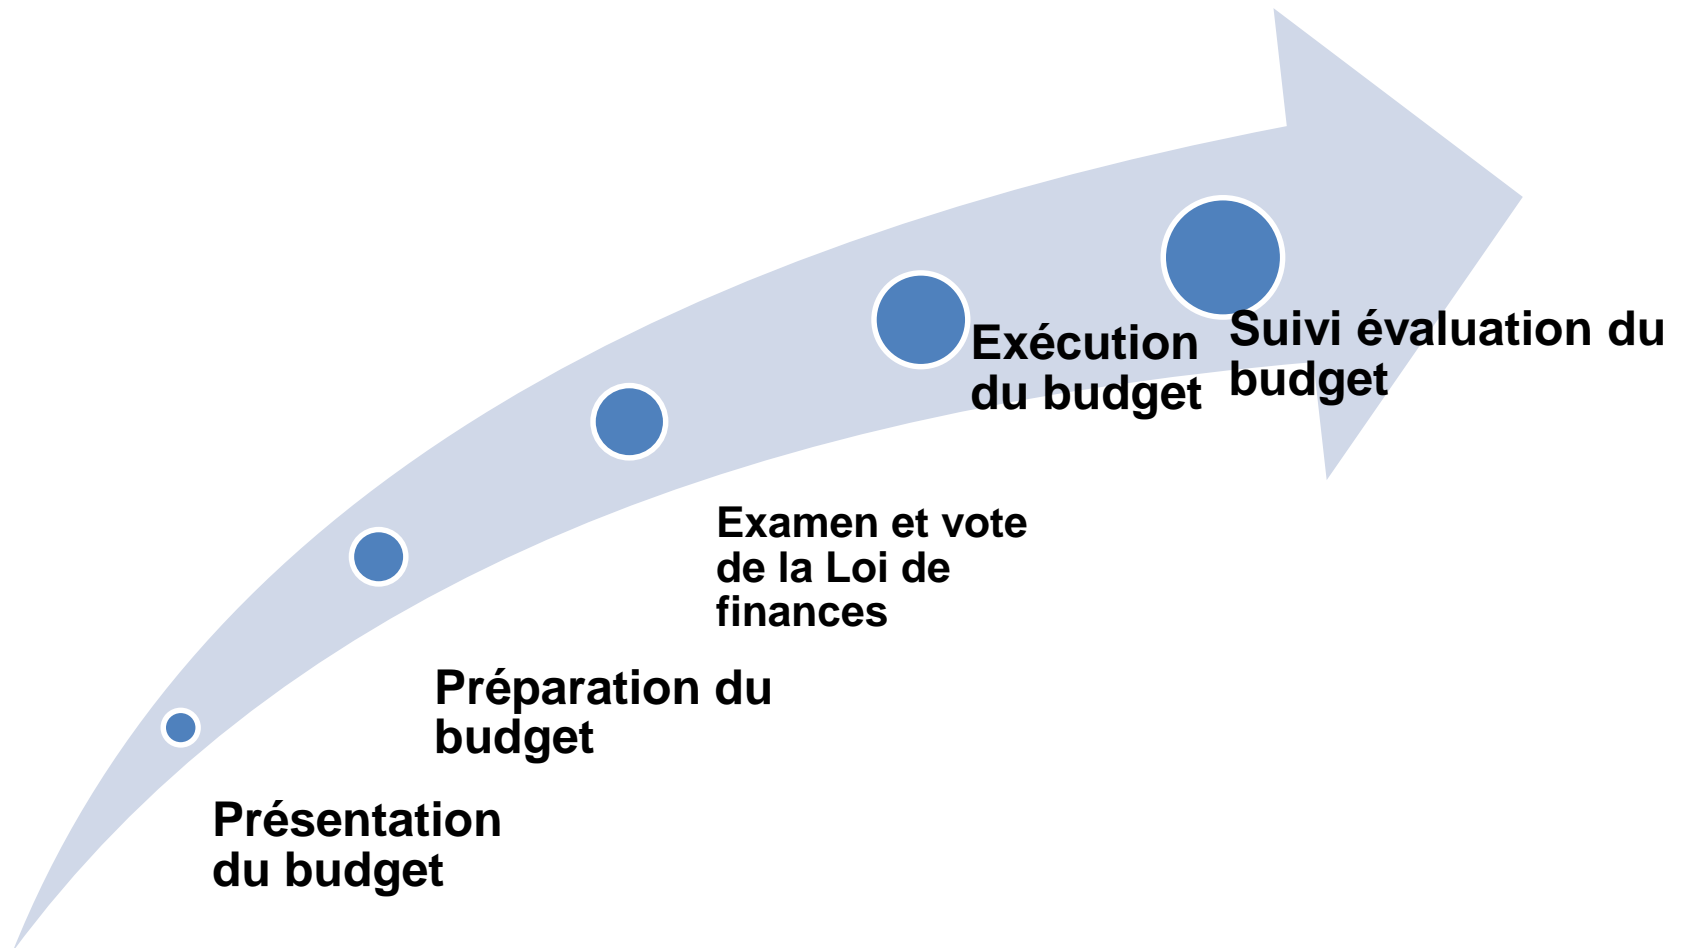 Présentation
du budget
Préparation du
budget
Examen et vote
de la Loi de
finances
Exécution
du budget
Suivi évaluation du
budget